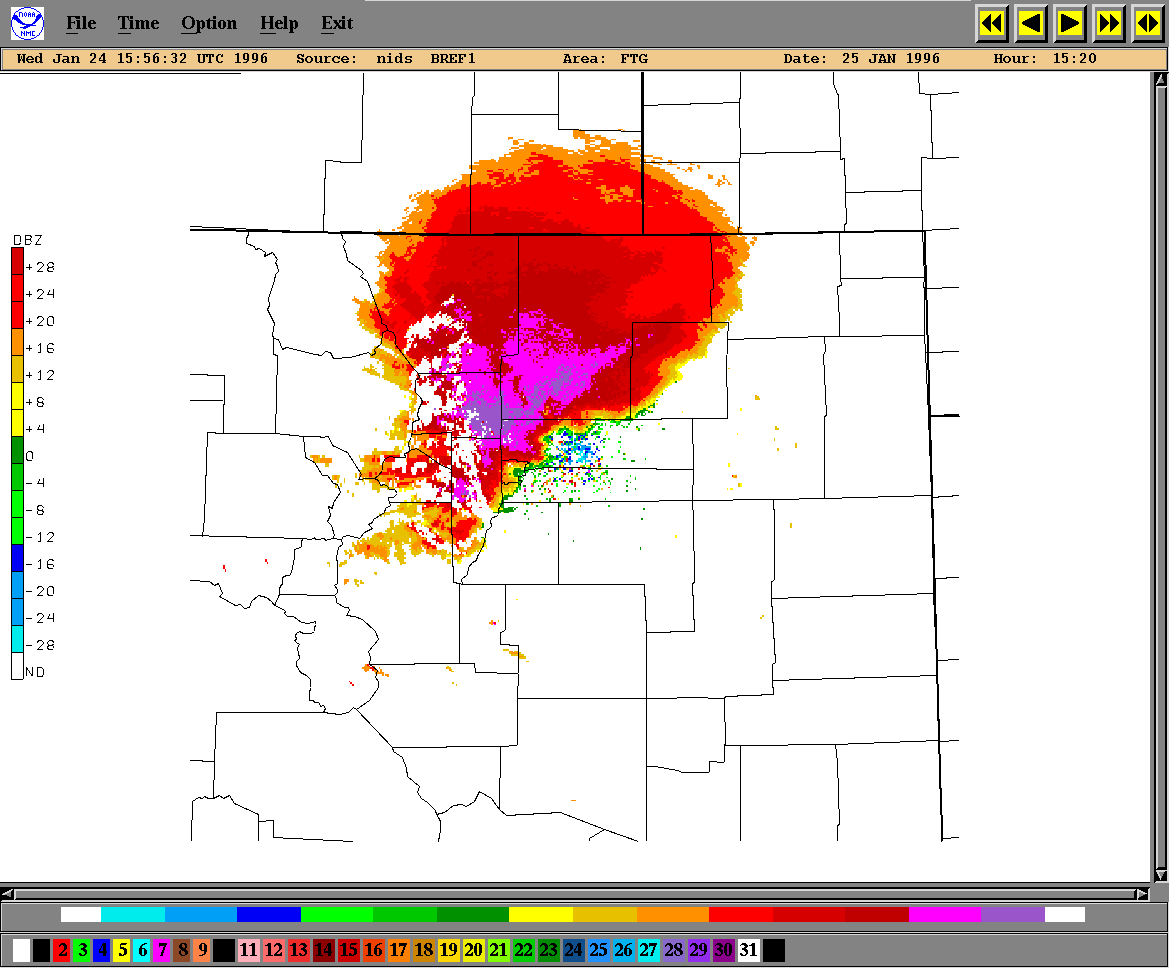 NOAA
NMC
File Time Option Help Exit
Wed Jan 24 15:56:32 UTC 1996 Source: nids BREF1 Area: FTG Date: 25 JAN 1996 Hour: 15:20
DBZ
+28
+24
+20
+16
+12
+8
+4
0
-4
-8
-12
-16
-20
-24
-28
ND
2 3 4 5 6 7 8 9 11 12 13 14 15 16 17 18 19 20 21 22 23 24 25 26 27 28 29 30 31